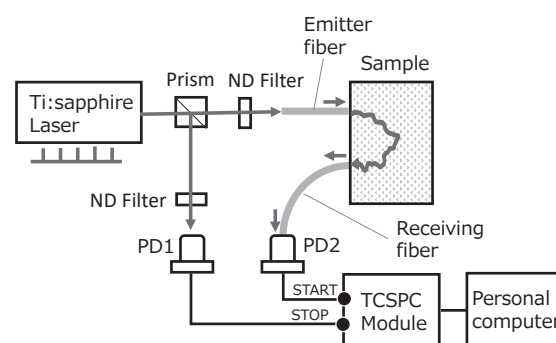 Emitter
fiber
Sample
Prism
ND Filter
Ti:sapphire
Laser
ND Filter
PD1
PD2
Receiving
fiber
START
STOP
TCSPC
Module
Personal
computer